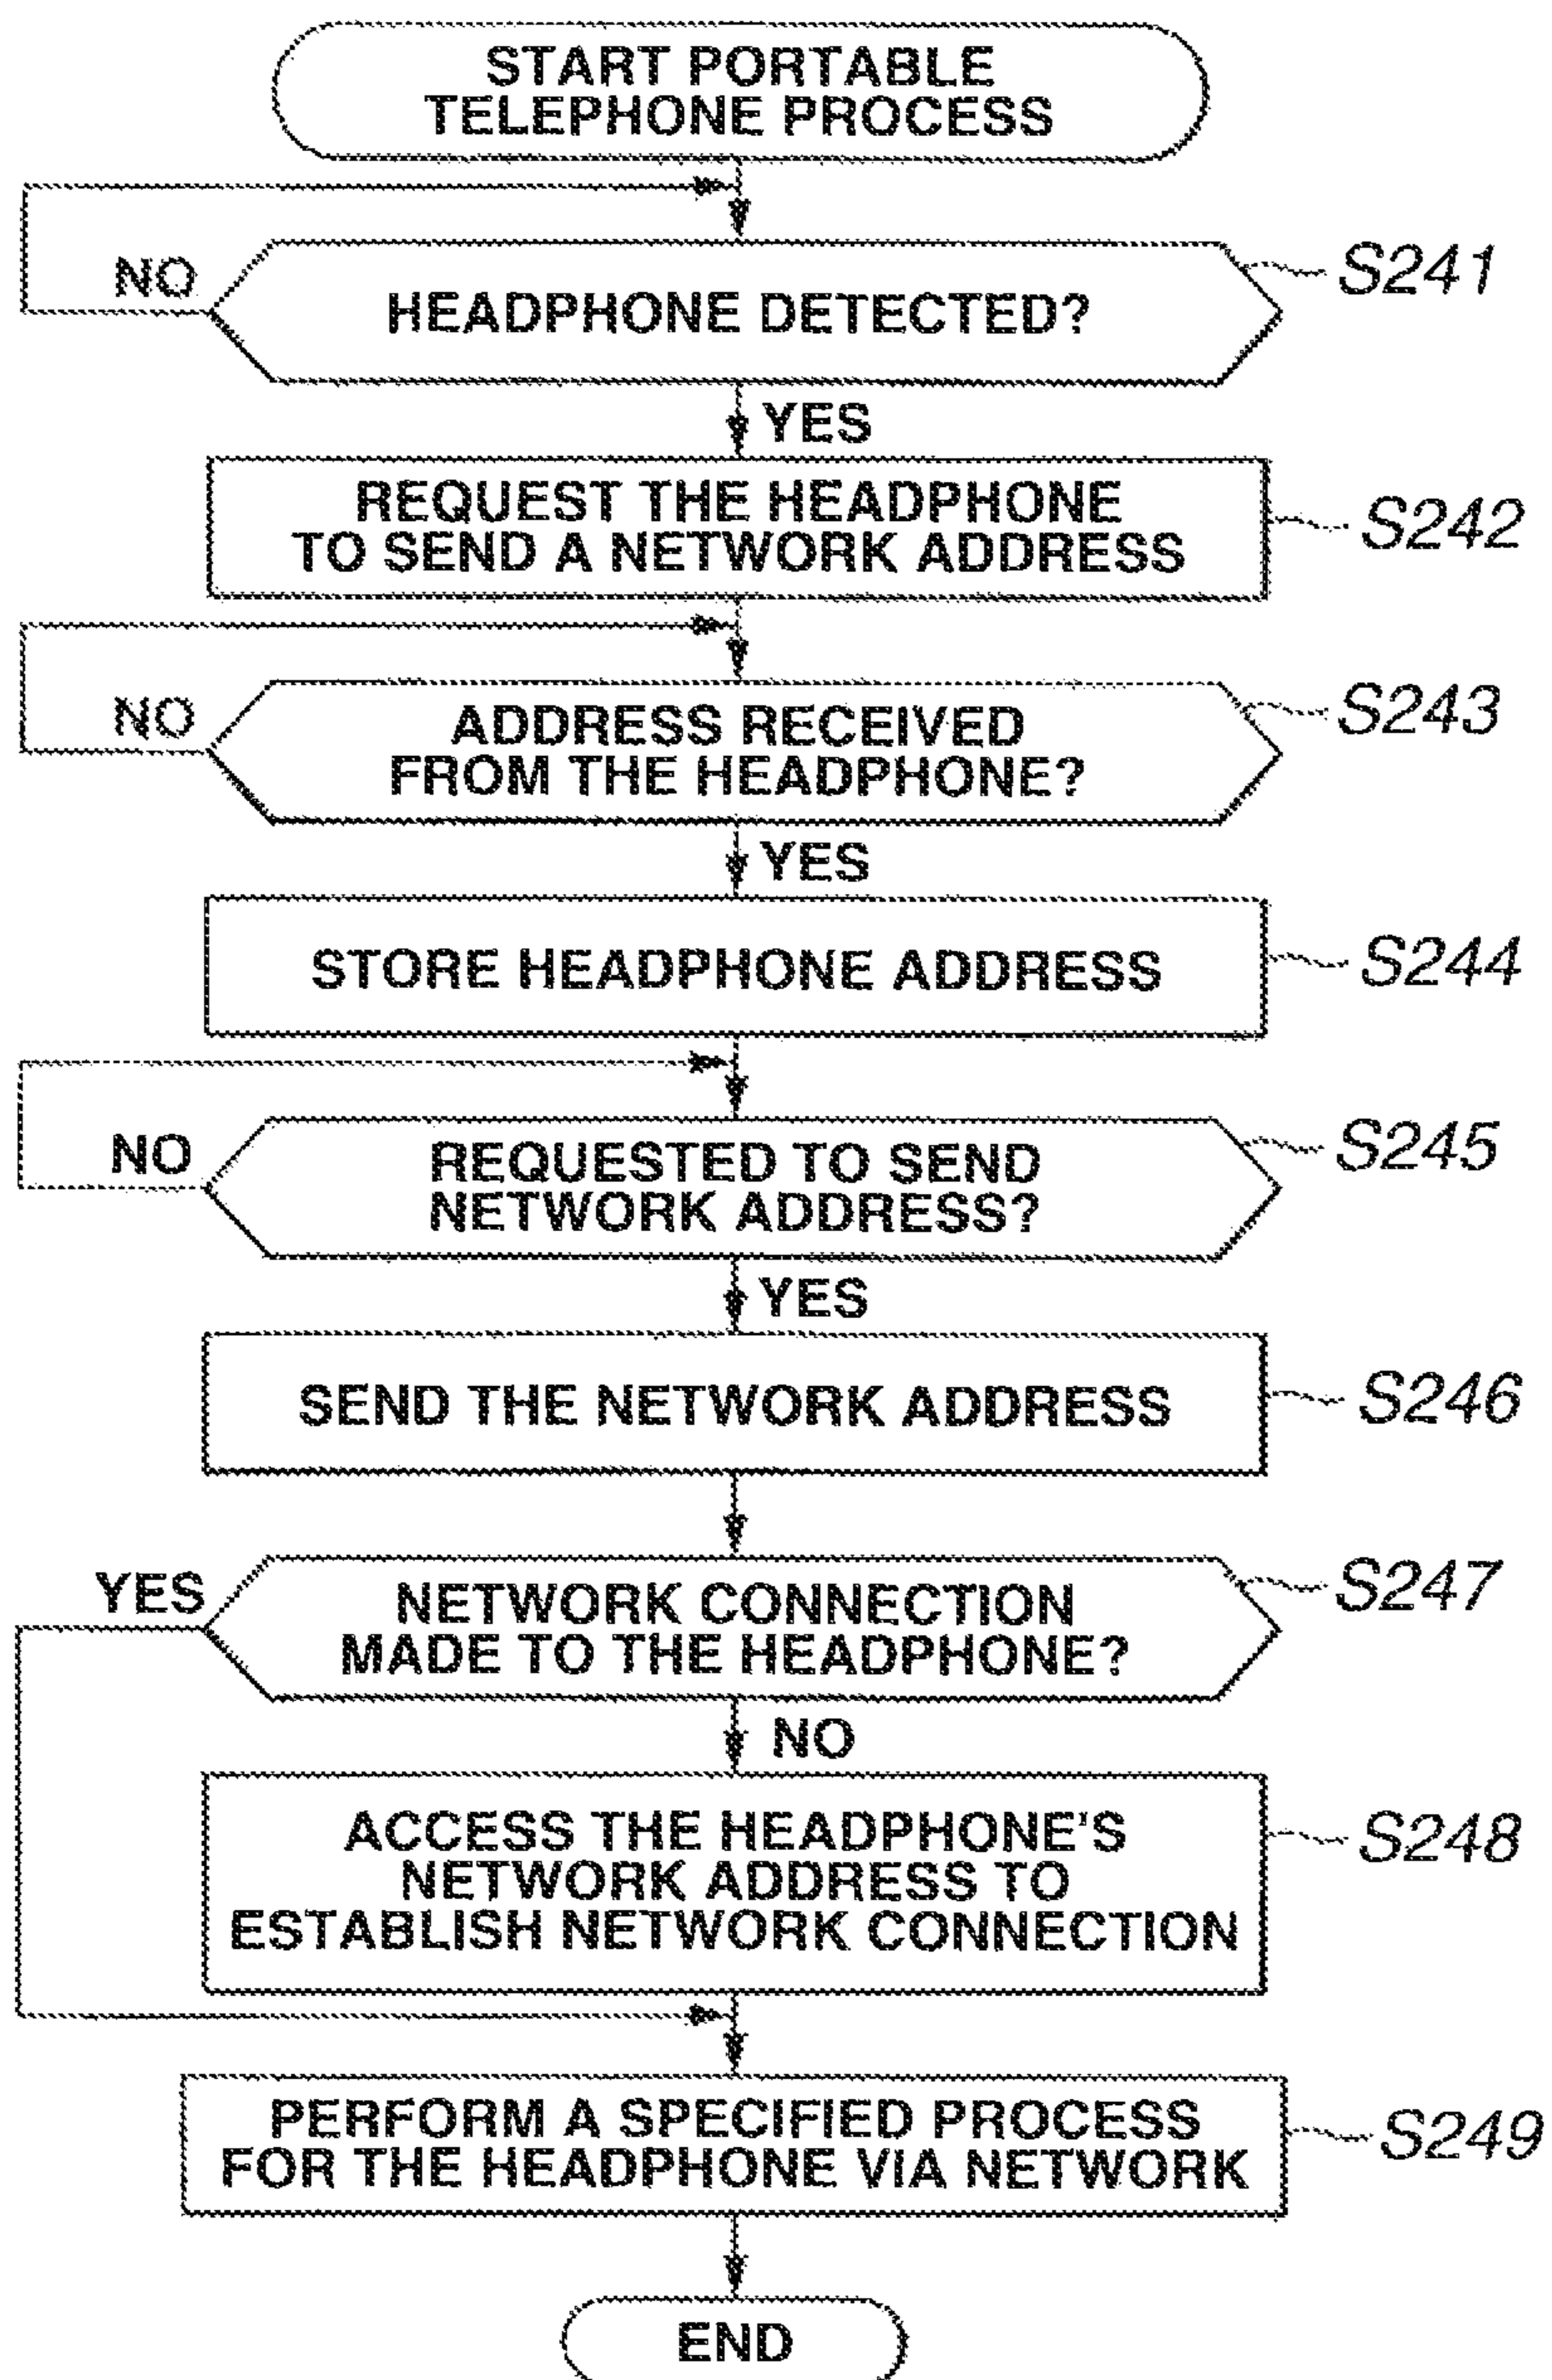 START PORTABLE
TELEPHONE PROCESS
NO
HEADPHONE DETECTED?
S241
YES
REQUEST THE HEADPHONE
TO SEND A NETWORK ADDRESS
S242
NO
ADDRESS RECEIVED
FROM THE HEADPHONE?
S243
YES
STORE HEADPHONE ADDRESS
S244
NO
REQUESTED TO SEND
NETWORK ADDRESS?
S245
YES
SEND THE NETWORK ADDRESS
S246
YES
NETWORK CONNECTION
MADE TO THE HEADPHONE?
S247
NO
ACCESS THE HEADPHONE'S
NETWORK ADDRESS TO
ESTABLISH NETWORK CONNECTION
S248
PERFORM A SPECIFIED PROCESS
FOR THE HEADPHONE VIA NETWORK
S249
END